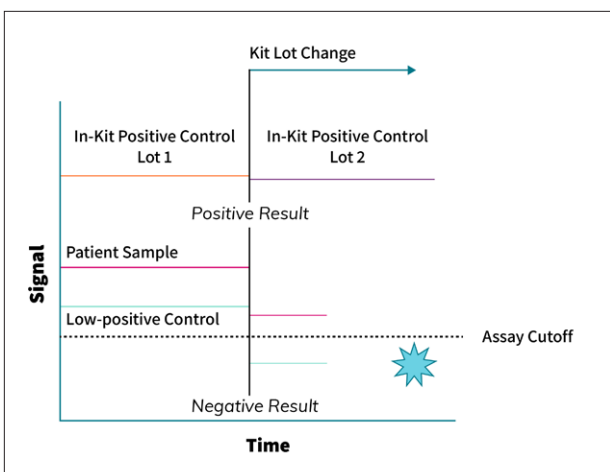 Kit Lot Change
In-Kit Positive Control
Lot 1
In-Kit Positive Control
Lot 2
Positive Result
Patient Sample
Signal
Low-positive Control
Assay Cutoff
Negative Result
Time